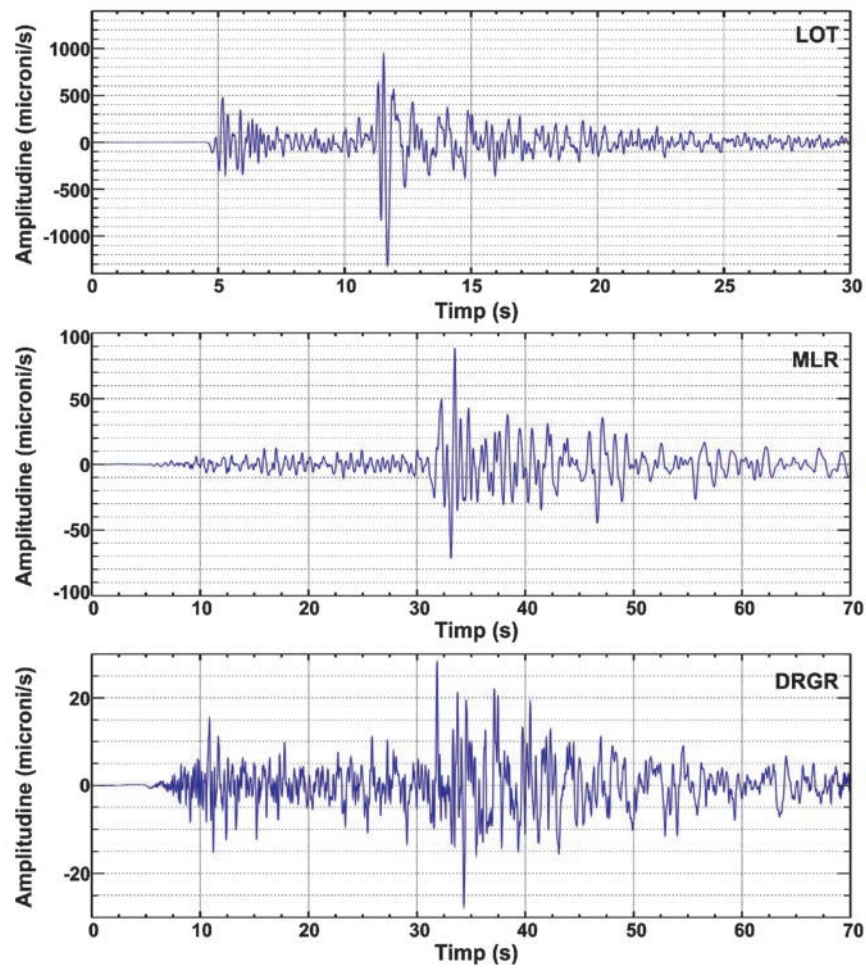 LOT
Amplitudine (microni/s)
1000
500
0
-500
-1000
0 5 10 15 20 25 30
Timp (s)
MLR
Amplitudine (microni/s)
100
50
0
-50
-100
0 10 20 30 40 50 60 70
Timp (s)
DRGR
Amplitudine (microni/s)
20
0
-20
0 10 20 30 40 50 60 70
Timp (s)